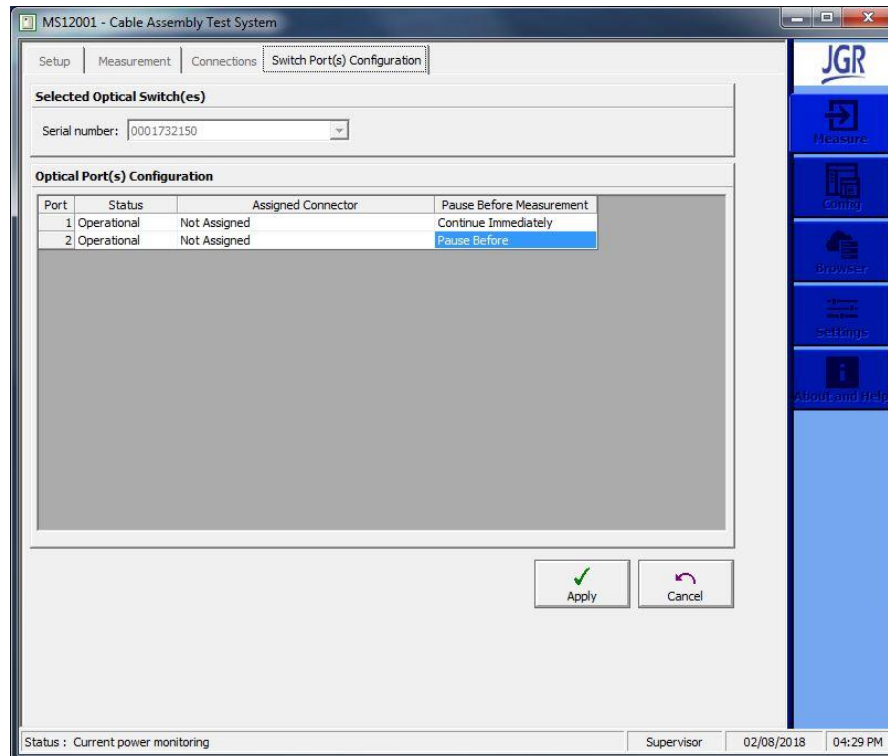 MS12001 - Cable Assembly Test System
Setup Measurement Connections Switch Port(s) Configuration
JGR
Selected Optical Switch(es)
Serial number: 0001732150
Measure
Optical Port(s) Configuration
Port Status Assigned Connector Pause Before Measurement
1 Operational Not Assigned Continue Immediately
2 Operational Not Assigned Pause Before
Config
Browser
Settings
About and Help
Apply Cancel
Status : Current power monitoring Supervisor 02/08/2018 04:29 PM